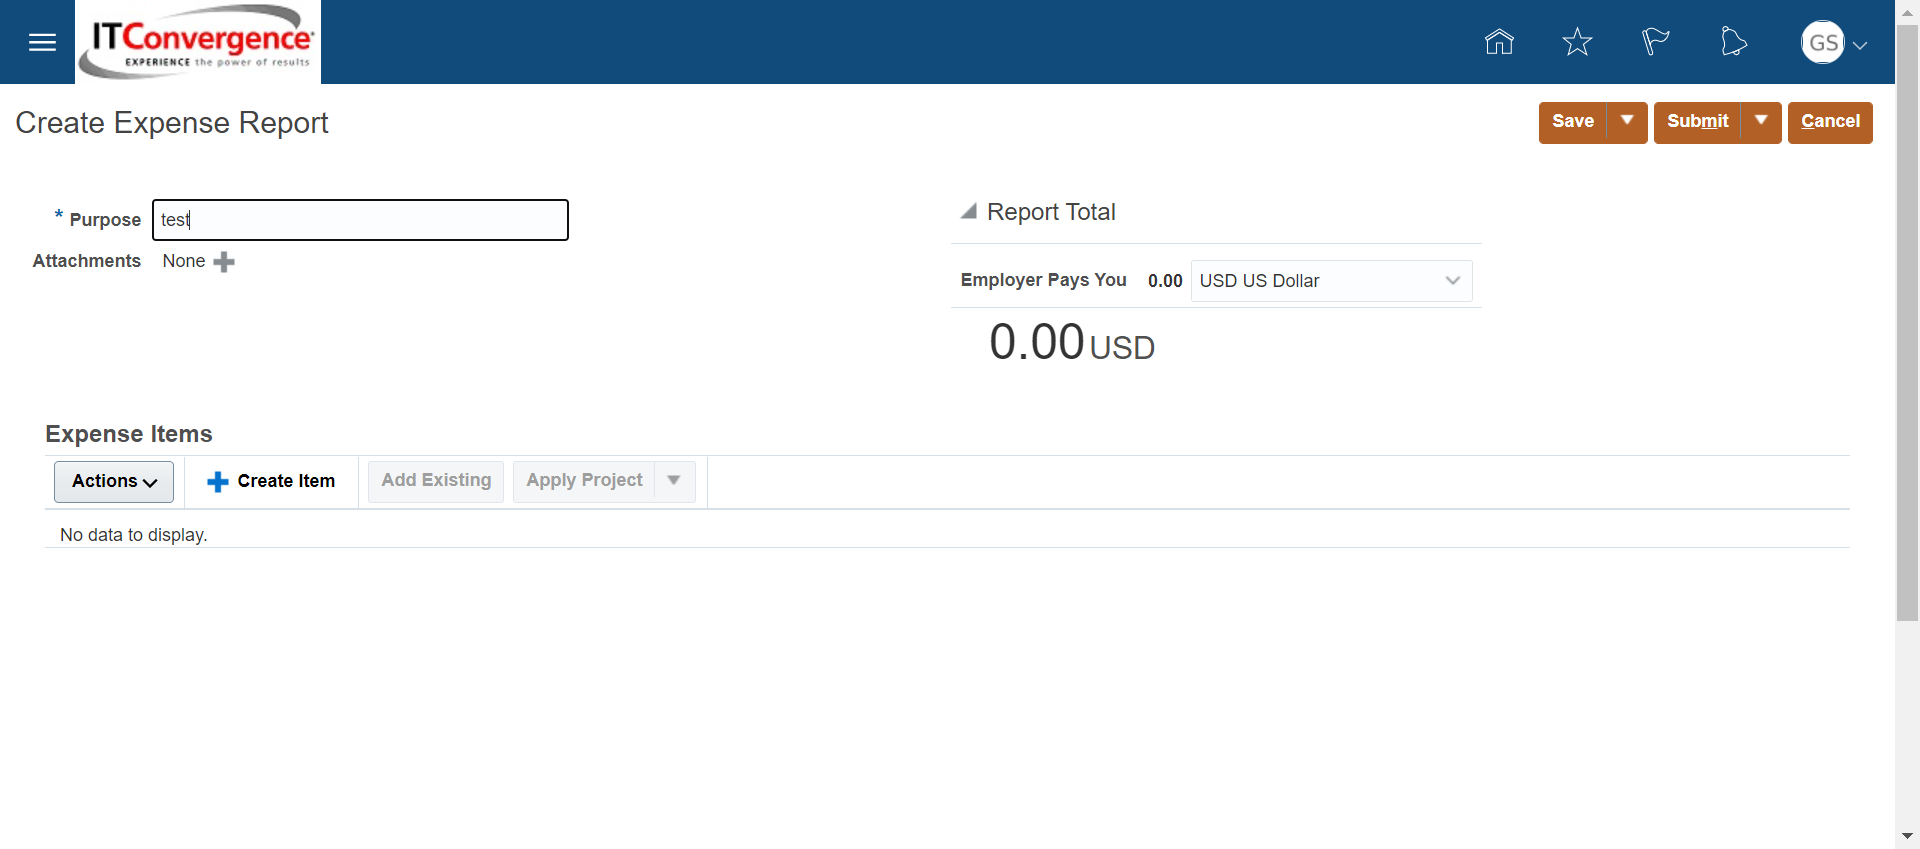 ITConvergence®
EXPERIENCE the power of results
GS
Create Expense Report
Save
Submit
Cancel
* Purpose test
Attachments None
Report Total
Employer Pays You 0.00 USD US Dollar
0.00 USD
Expense Items
Actions
Create Item
Add Existing
Apply Project
No data to display.